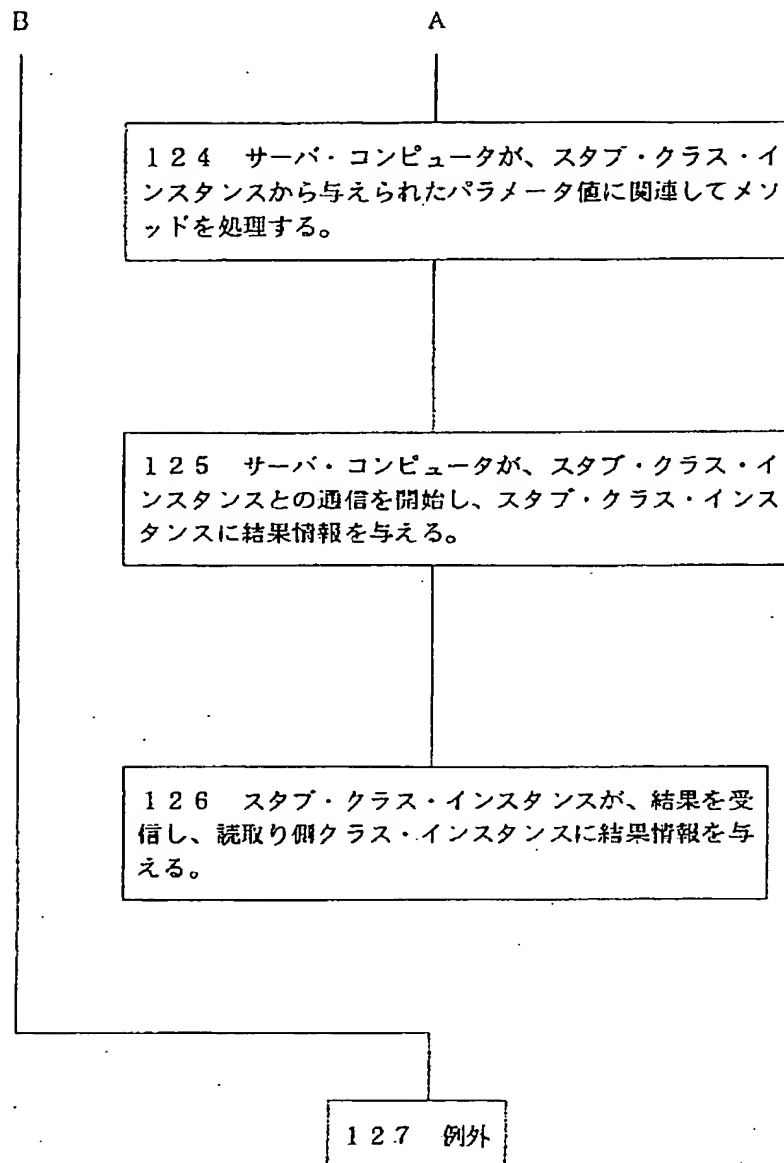 B
A
124 サーバ・コンピュータが、スタブ・クラス・イ
ンスタンスから与えられたパラメータ値に関連してメソ
ッドを処理する。
125 サーバ・コンピュータが、スタブ・クラス・イ
ンスタンスとの通信を開始し、スタブ・クラス・インス
タンスに結果情報を与える。
126 スタブ・クラス・インスタンスが、結果を受
信し、読取り側クラス・インスタンスに結果情報を与
える。
127 例外